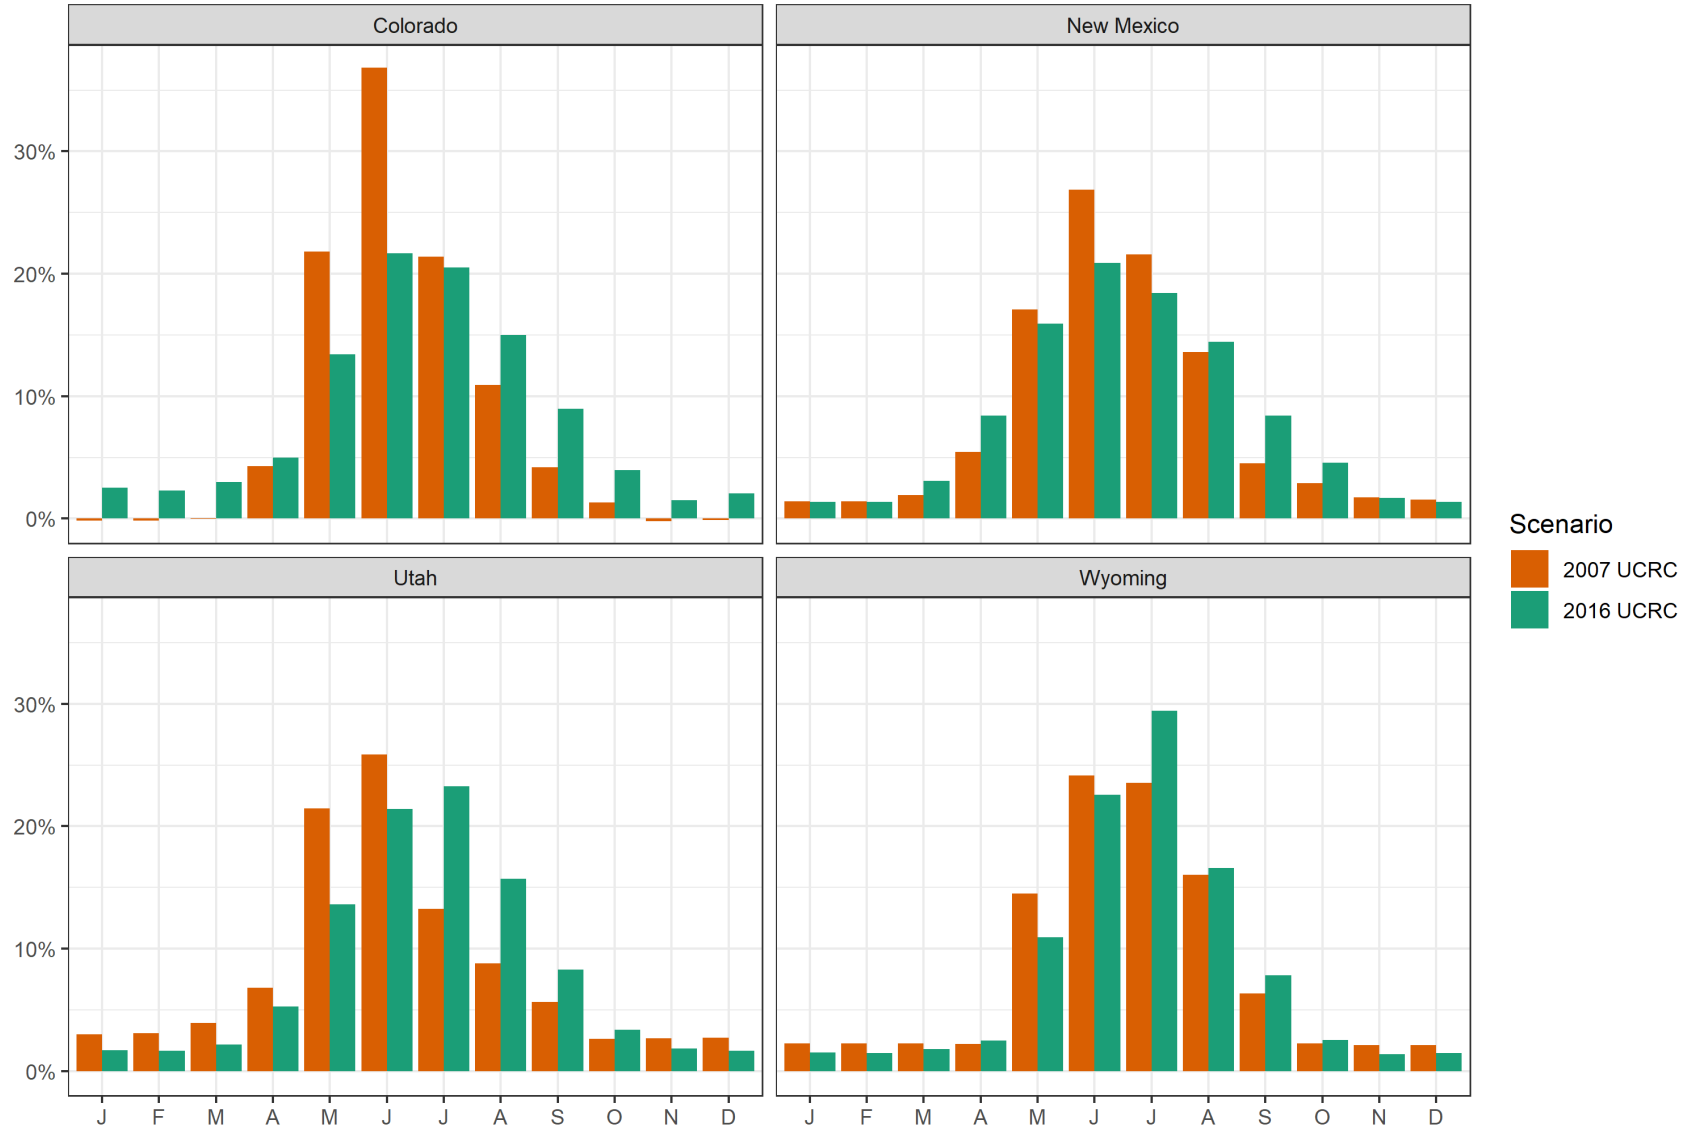 Colorado
New Mexico
30%
20%
10%
0%
Utah
Wyoming
30%
20%
10%
0%
J F M A M J J A S O N D
J F M A M J J A S O N D
Scenario
2007 UCRC
2016 UCRC